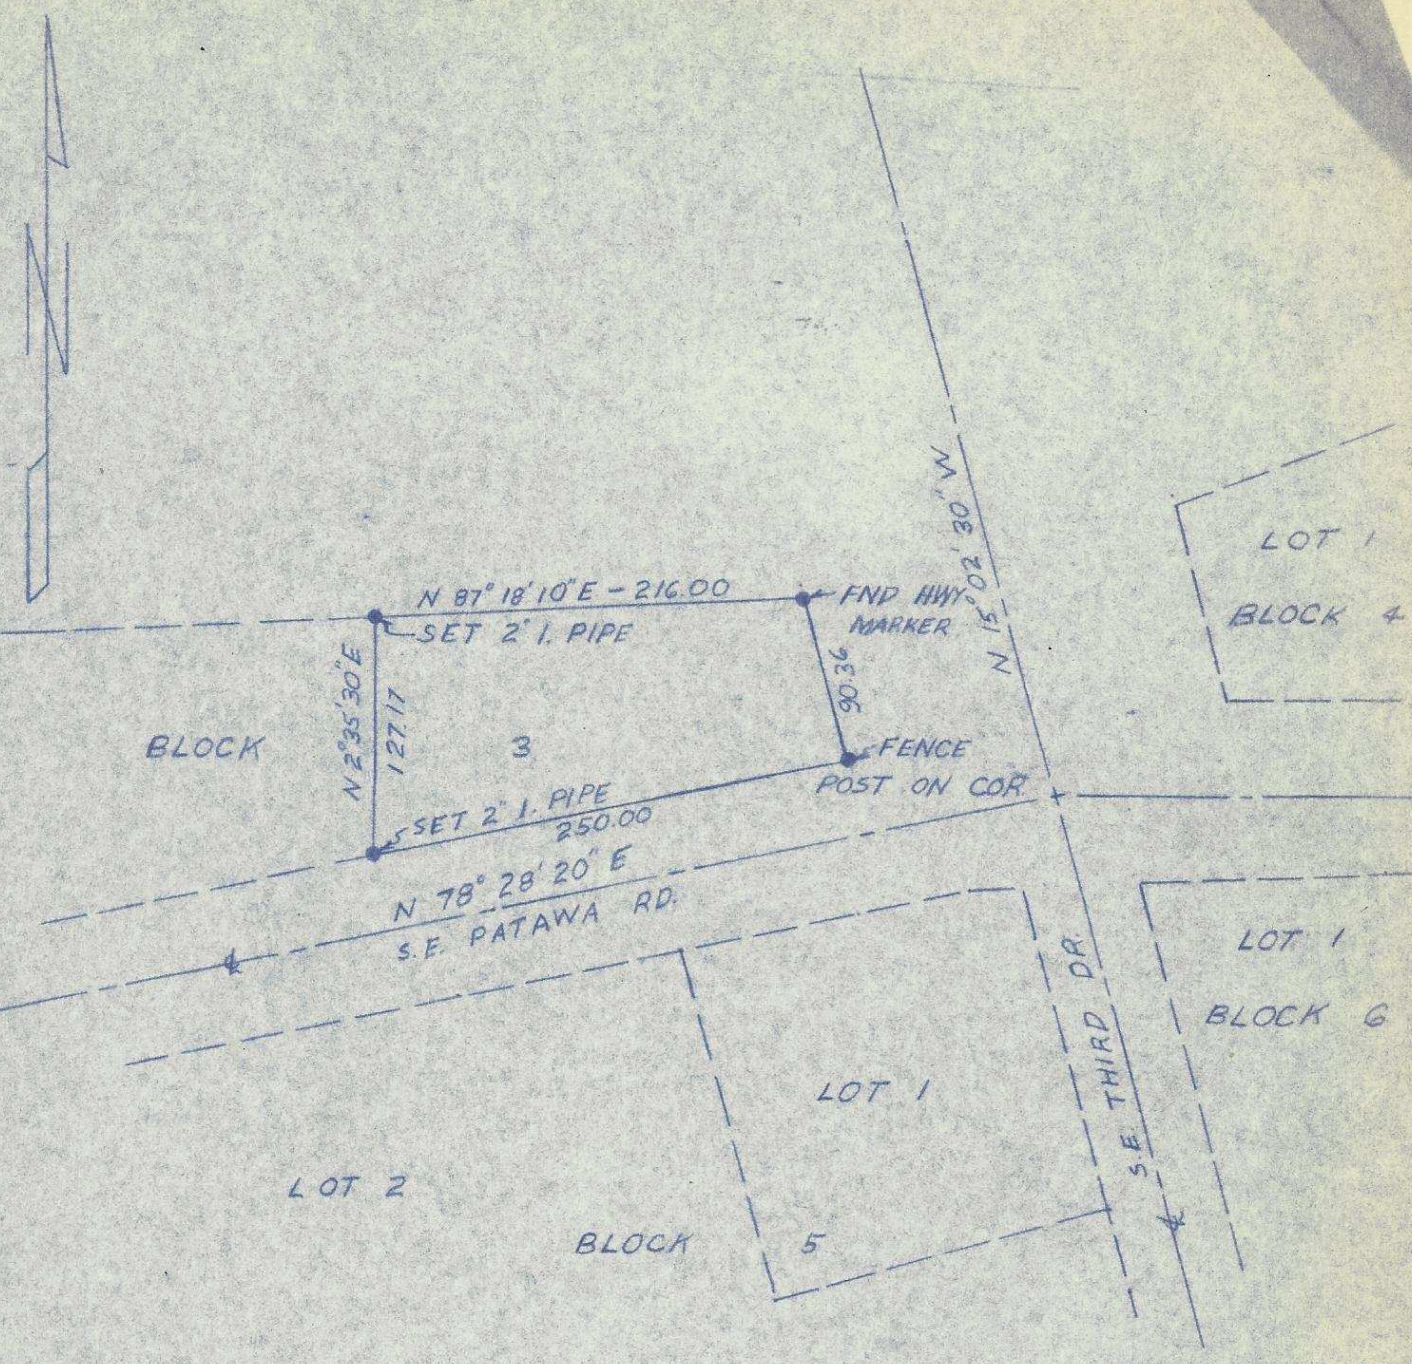 N
N 15° 02' 30" W
LOT 1
BLOCK 4
N 87° 18' 10" E - 216.00
FND HWY
MARKER
SET 2" I. PIPE
N 2° 35' 30" E
127.17
90.36
BLOCK 3
FENCE
POST ON COR.
SET 2" I. PIPE
250.00
N 78° 28' 20" E
S.E. PATAWA RD.
LOT 1
BLOCK 6
S.E. THIRD DR.
LOT 1
LOT 2
BLOCK 5